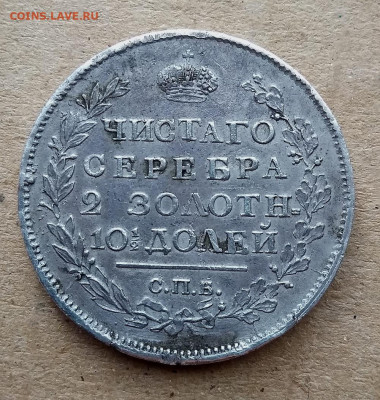 COINS.LAVE.RU
ЧИСТАГО
СЕРЕБРА
2 ЗОЛОТН.
10½ ДОЛЕЙ
С.П.Б.